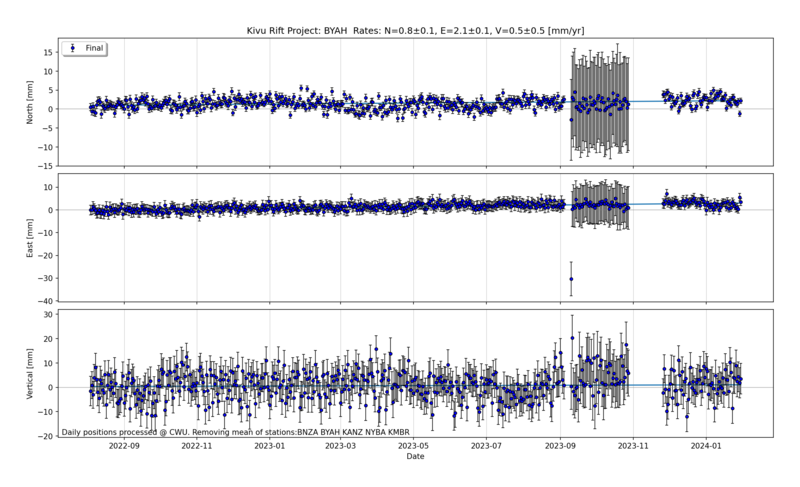 Kivu Rift Project: BYAH  Rates: N=0.8±0.1, E=2.1±0.1, V=0.5±0.5 [mm/yr]
Final
North [mm]
15
10
5
0
−5
−10
−15
East [mm]
10
0
−10
−20
−30
−40
Vertical [mm]
30
20
10
0
−10
−20
Daily positions processed @ CWU. Removing mean of stations:BNZA BYAH KANZ NYBA KMBR
2022-09 2022-11 2023-01 2023-03 2023-05 2023-07 2023-09 2023-11 2024-01
Date